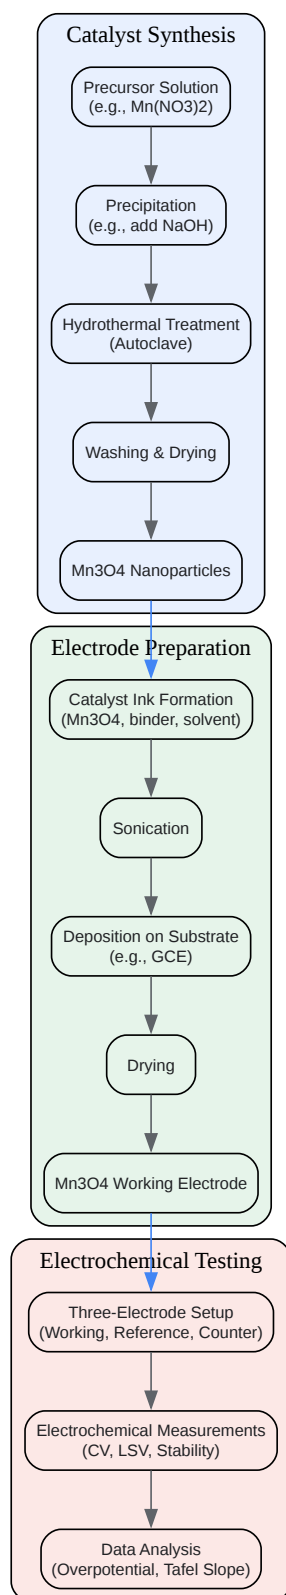 Catalyst Synthesis
Precursor Solution
(e.g., Mn(NO3)2)
Precipitation
(e.g., add NaOH)
Hydrothermal Treatment
(Autoclave)
Washing & Drying
Mn3O4 Nanoparticles
Electrode Preparation
Catalyst Ink Formation
(Mn3O4, binder, solvent)
Sonication
Deposition on Substrate
(e.g., GCE)
Drying
Mn3O4 Working Electrode
Electrochemical Testing
Three-Electrode Setup
(Working, Reference, Counter)
Electrochemical Measurements
(CV, LSV, Stability)
Data Analysis
(Overpotential, Tafel Slope)